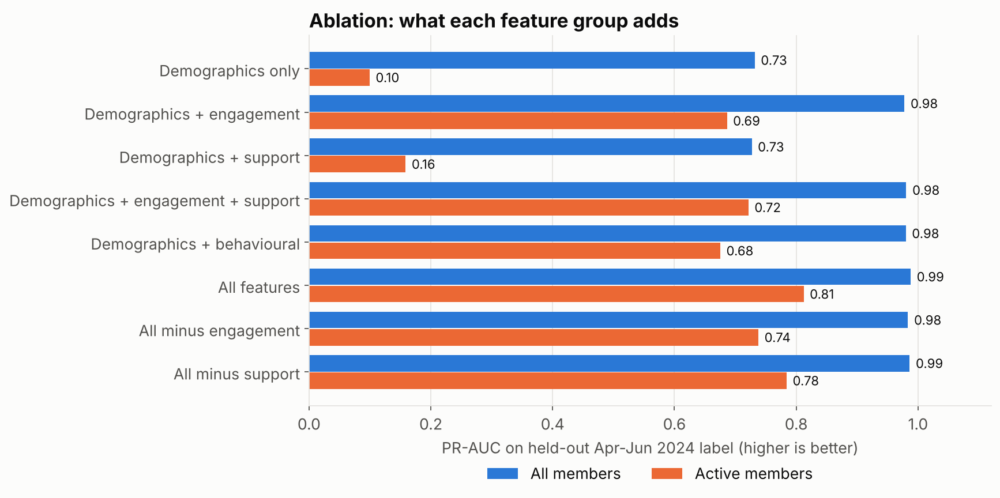 Ablation: what each feature group adds
Demographics only
0.73
0.10
Demographics + engagement
0.98
0.69
Demographics + support
0.73
0.16
Demographics + engagement + support
0.98
0.72
Demographics + behavioural
0.98
0.68
All features
0.99
0.81
All minus engagement
0.98
0.74
All minus support
0.99
0.78
0.0 0.2 0.4 0.6 0.8 1.0
PR-AUC on held-out Apr-Jun 2024 label (higher is better)
All members Active members